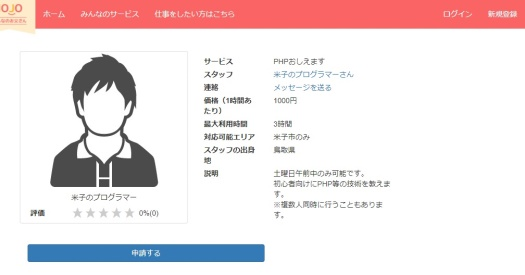 OJO
ホーム みんなのサービス 仕事をしたい方はこちら ログイン 新規登録
サービス PHPおしえます
スタッフ 米子のプログラマーさん
連絡 メッセージを送る
価格（1時間あ
たり） 1000円
最大利用時間 3時間
対応可能エリア 米子市のみ
スタッフの出身
地 鳥取県
説明 土曜日午前中のみ可能です。
初心者向けにPHP等の技術を教えま
す。
※複数人同時に行うこともありま
す。
米子のプログラマー
評価 0%(0)
申請する